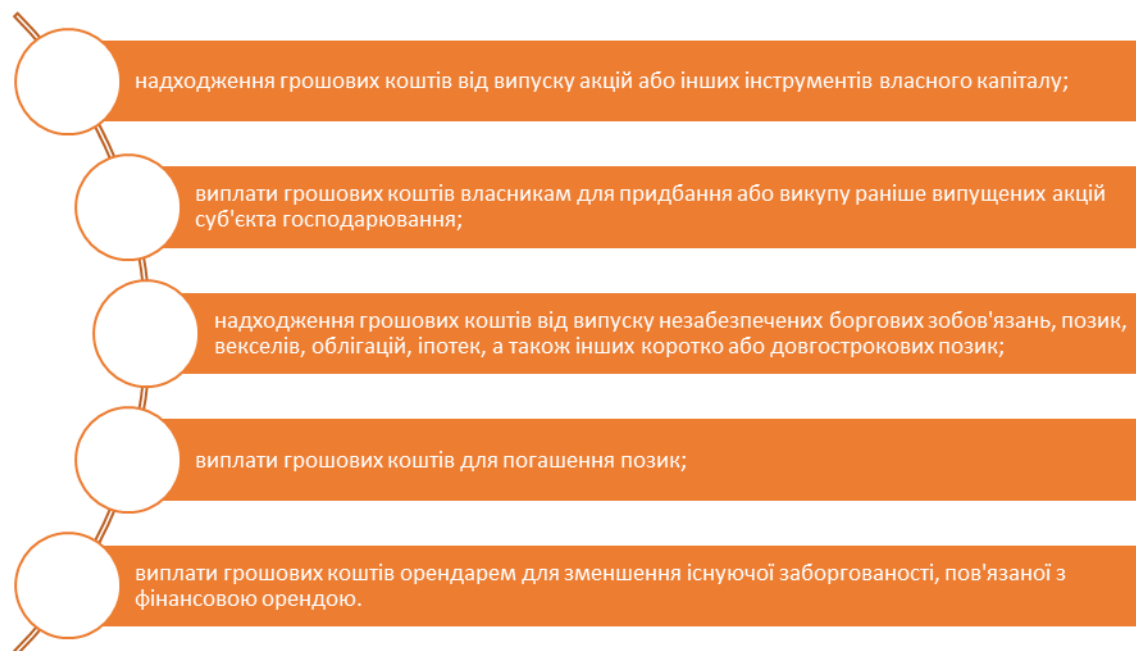 надходження грошових коштів від випуску акцій або інших інструментів власного капіталу;
виплати грошових коштів власникам для придбання або викупу раніше випущених акцій
суб'єкта господарювання;
надходження грошових коштів від випуску незабезпечених боргових зобов'язань, позик,
векселів, облігацій, іпотек, а також інших коротко або довгострокових позик;
виплати грошових коштів для погашення позик;
виплати грошових коштів орендарем для зменшення існуючої заборгованості, пов'язаної з
фінансовою орендою.